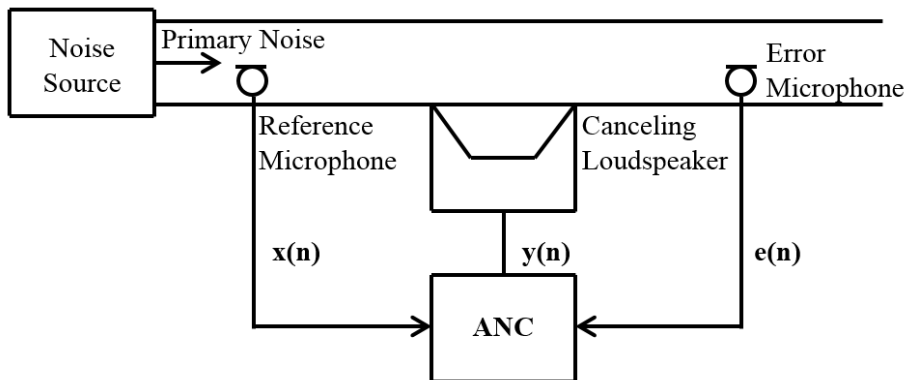 Noise
Source
Primary Noise
Error
Microphone
Reference
Microphone
Canceling
Loudspeaker
x(n)
y(n)
e(n)
ANC